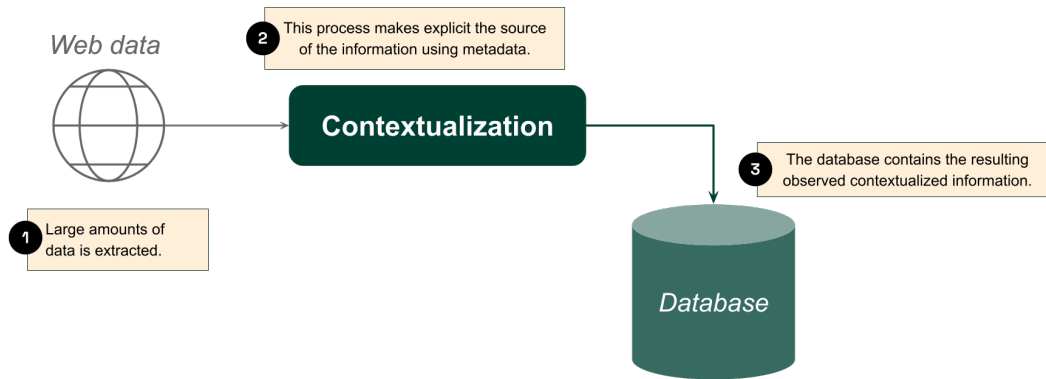 Web data
2
This process makes explicit the source
of the information using metadata.
Contextualization
3
The database contains the resulting
observed contextualized information.
1
Large amounts of
data is extracted.
Database